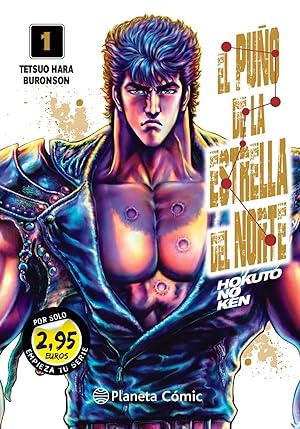 1
TETSUO HARA
BURONSON
EL PUÑO
DE LA
ESTRELLA
DEL NORTE
HOKUTO
NO
KEN
POR SOLO
2,95
EUROS
EMPIEZA TU SERIE
Planeta Cómic